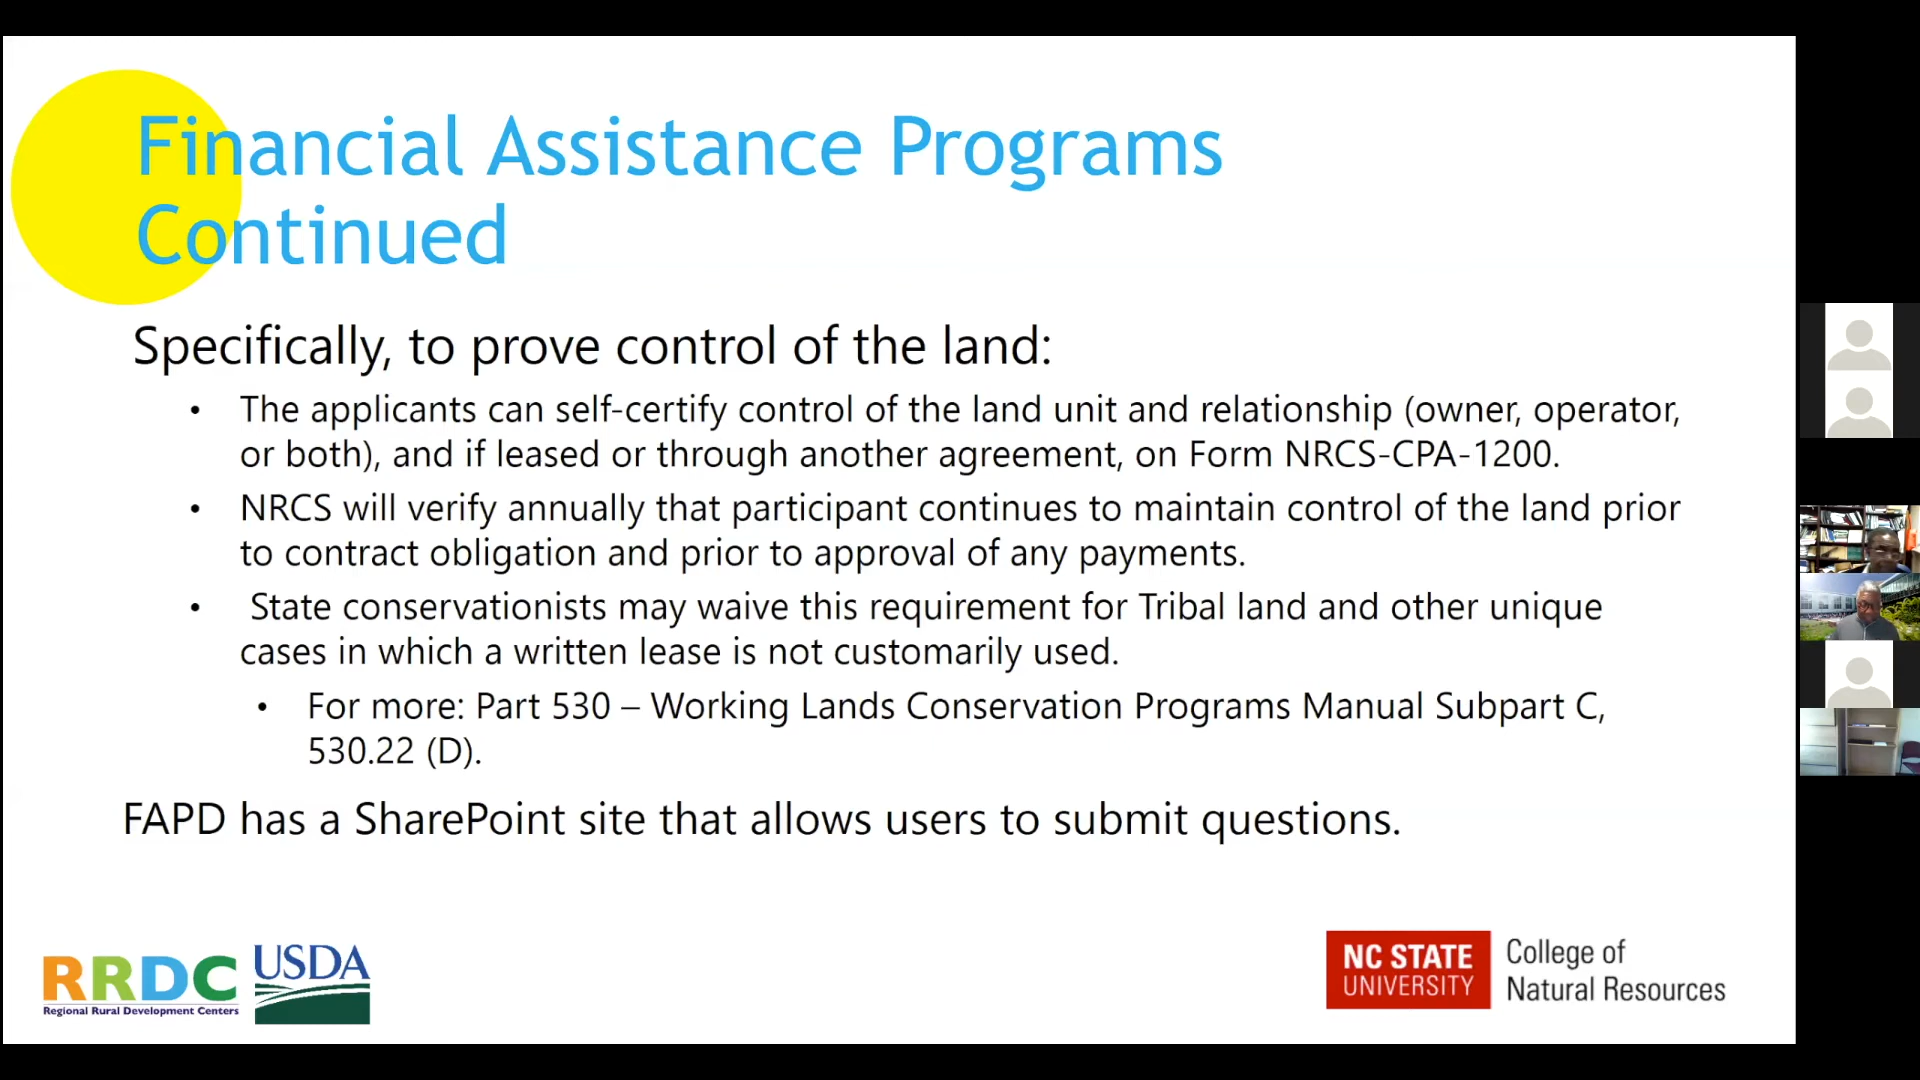 Financial Assistance Programs
Continued
Specifically, to prove control of the land:
• The applicants can self-certify control of the land unit and relationship (owner, operator,
or both), and if leased or through another agreement, on Form NRCS-CPA-1200.
• NRCS will verify annually that participant continues to maintain control of the land prior
to contract obligation and prior to approval of any payments.
• State conservationists may waive this requirement for Tribal land and other unique
cases in which a written lease is not customarily used.
• For more: Part 530 – Working Lands Conservation Programs Manual Subpart C,
530.22 (D).
FAPD has a SharePoint site that allows users to submit questions.
RRDC
Regional Rural Development Centers
USDA
NC STATE
UNIVERSITY
College of
Natural Resources